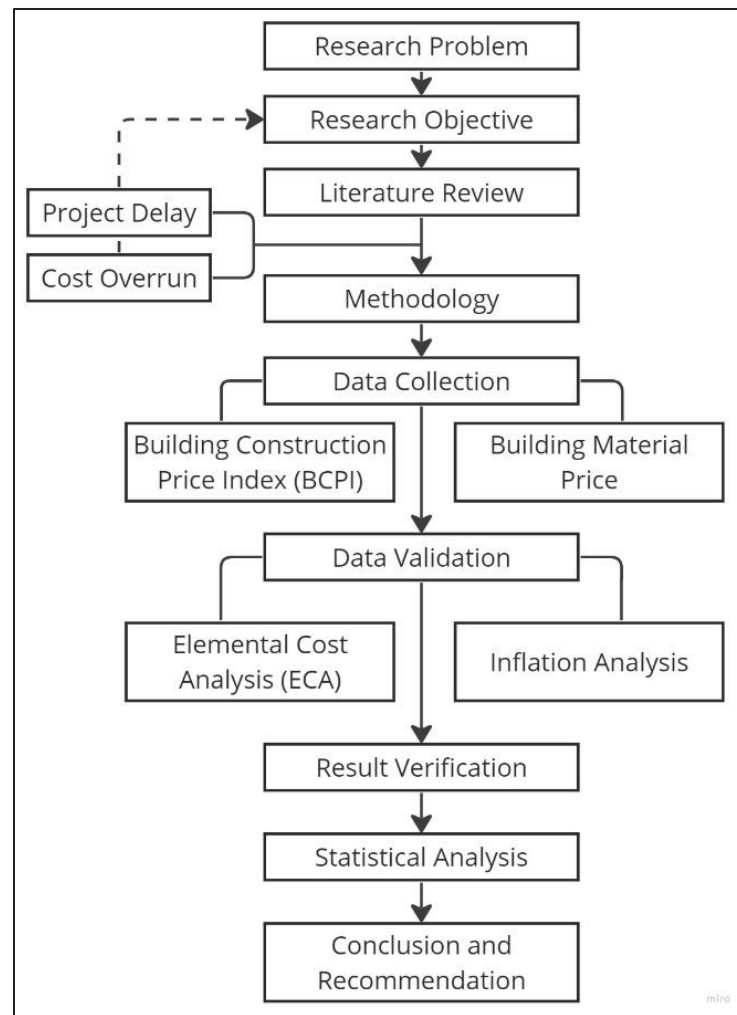 Research Problem
Research Objective
Literature Review
Project Delay
Cost Overrun
Methodology
Data Collection
Building Construction
Price Index (BCPI)
Building Material
Price
Data Validation
Elemental Cost
Analysis (ECA)
Inflation Analysis
Result Verification
Statistical Analysis
Conclusion and
Recommendation
miro